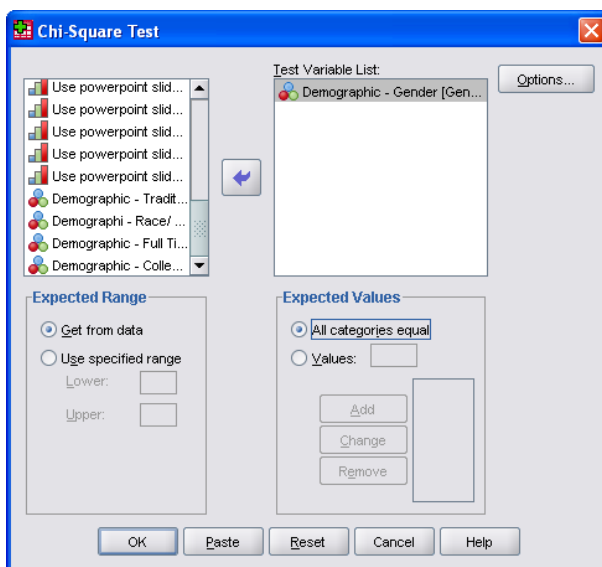 Chi-Square Test
Use powerpoint slid...
Use powerpoint slid...
Use powerpoint slid...
Use powerpoint slid...
Use powerpoint slid...
Demographic - Tradit...
Demographi - Race/ ...
Demographic - Full Ti...
Demographic - Colle...
Test Variable List:
Demographic - Gender [Gen...
Options...
Expected Range
Get from data
Use specified range
Lower:
Upper:
Expected Values
All categories equal
Values:
Add
Change
Remove
OK
Paste
Reset
Cancel
Help